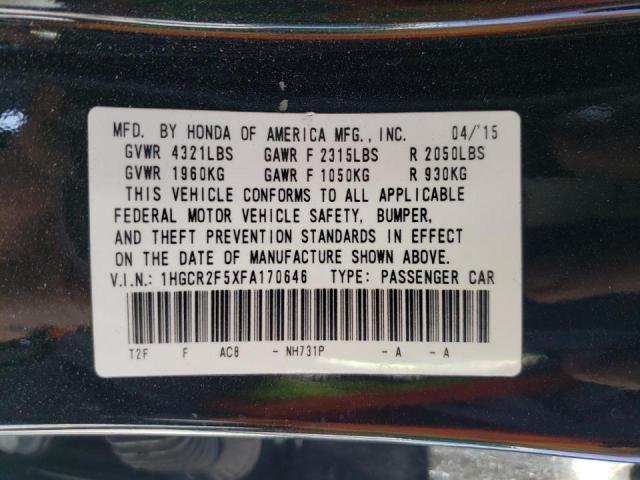 MFD. BY HONDA OF AMERICA MFG., INC. 04/'15
GVWR 4321LBS GAWR F 2315LBS R 2050LBS
GVWR 1960KG GAWR F 1050KG R 930KG
THIS VEHICLE CONFORMS TO ALL APPLICABLE
FEDERAL MOTOR VEHICLE SAFETY, BUMPER,
AND THEFT PREVENTION STANDARDS IN EFFECT
ON THE DATE OF MANUFACTURE SHOWN ABOVE.
V.I.N.: 1HGCR2F5XFA170646 TYPE: PASSENGER CAR
T2F F AC8 - NH731P - A - A